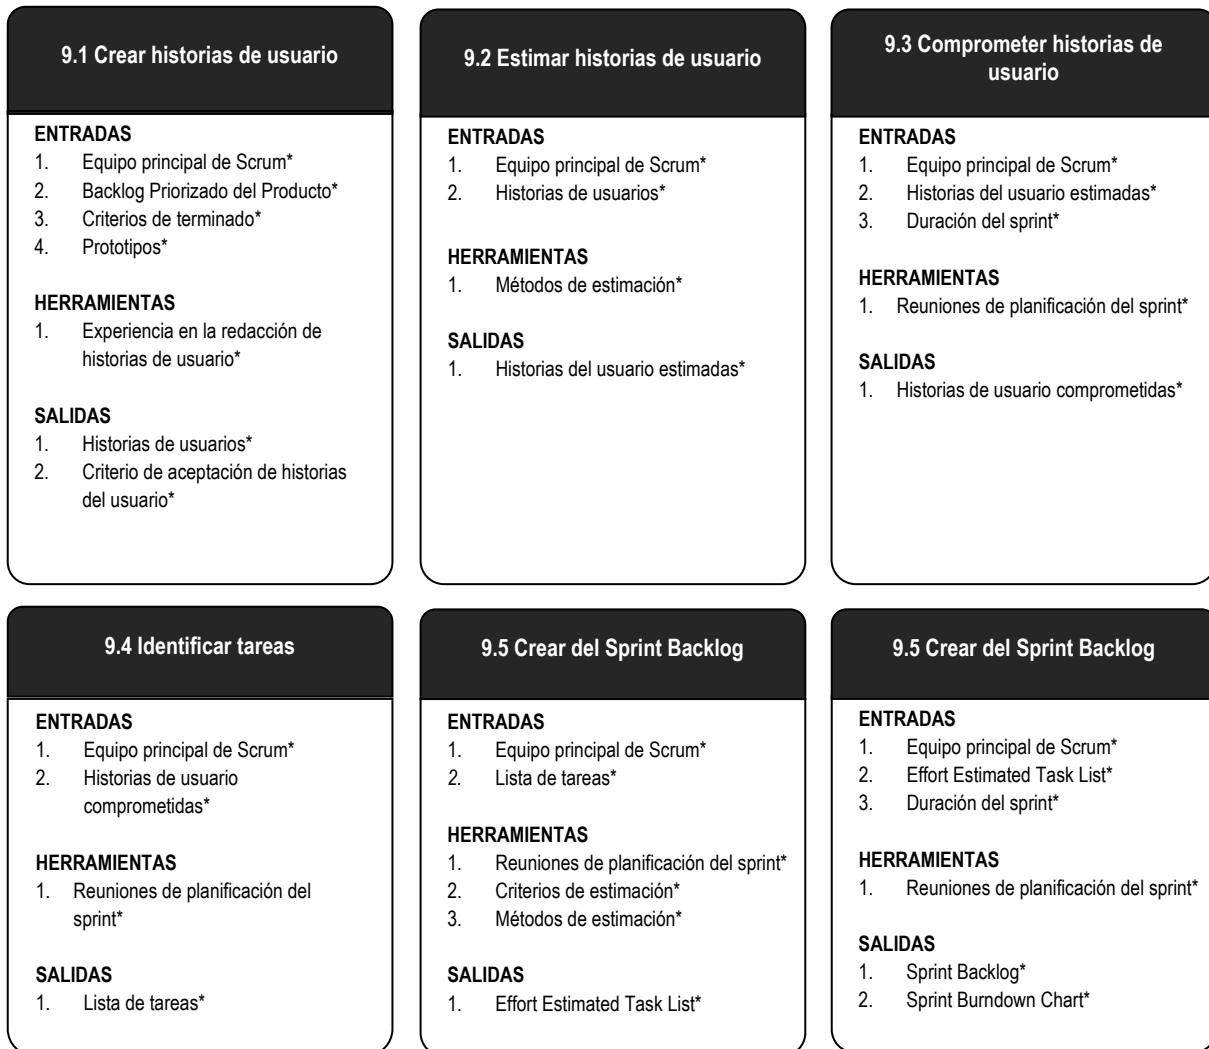 9.1 Crear historias de usuario
ENTRADAS
1. Equipo principal de Scrum*
2. Backlog Priorizado del Producto*
3. Criterios de terminado*
4. Prototipos*
HERRAMIENTAS
1. Experiencia en la redacción de
historias de usuario*
SALIDAS
1. Historias de usuarios*
2. Criterio de aceptación de historias
del usuario*
9.2 Estimar historias de usuario
ENTRADAS
1. Equipo principal de Scrum*
2. Historias de usuarios*
HERRAMIENTAS
1. Métodos de estimación*
SALIDAS
1. Historias del usuario estimadas*
9.3 Comprometer historias de
usuario
ENTRADAS
1. Equipo principal de Scrum*
2. Historias del usuario estimadas*
3. Duración del sprint*
HERRAMIENTAS
1. Reuniones de planificación del sprint*
SALIDAS
1. Historias de usuario comprometidas*
9.4 Identificar tareas
ENTRADAS
1. Equipo principal de Scrum*
2. Historias de usuario
comprometidas*
HERRAMIENTAS
1. Reuniones de planificación del
sprint*
SALIDAS
1. Lista de tareas*
9.5 Crear del Sprint Backlog
ENTRADAS
1. Equipo principal de Scrum*
2. Lista de tareas*
HERRAMIENTAS
1. Reuniones de planificación del sprint*
2. Criterios de estimación*
3. Métodos de estimación*
SALIDAS
1. Effort Estimated Task List*
9.5 Crear del Sprint Backlog
ENTRADAS
1. Equipo principal de Scrum*
2. Effort Estimated Task List*
3. Duración del sprint*
HERRAMIENTAS
1. Reuniones de planificación del sprint*
SALIDAS
1. Sprint Backlog*
2. Sprint Burndown Chart*